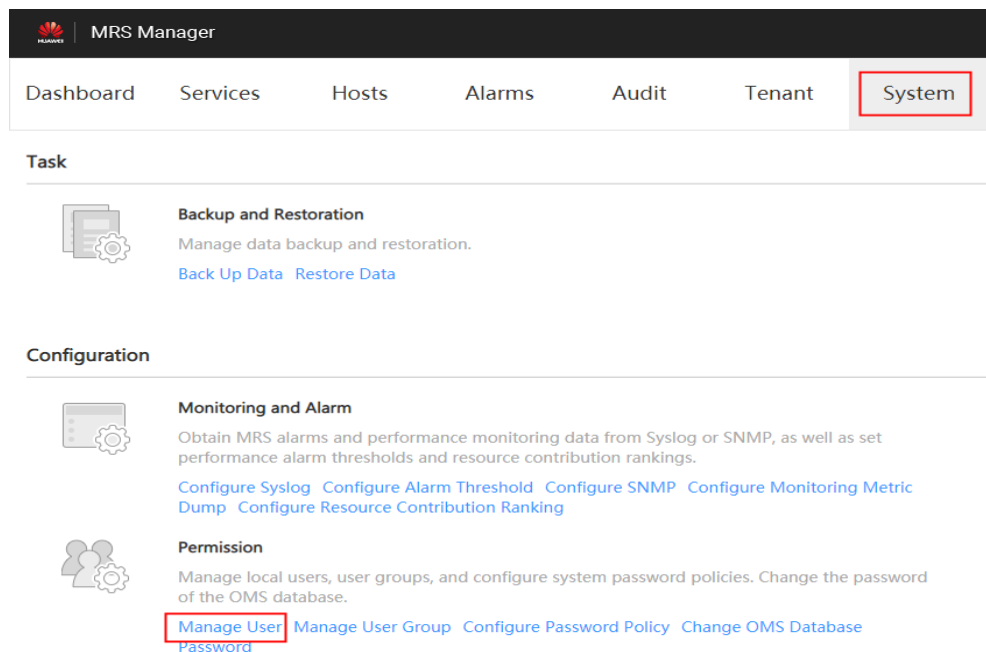 HUAWEI
MRS Manager
Dashboard Services Hosts Alarms Audit Tenant System
Task
Backup and Restoration
Manage data backup and restoration.
Back Up Data Restore Data
Configuration
Monitoring and Alarm
Obtain MRS alarms and performance monitoring data from Syslog or SNMP, as well as set
performance alarm thresholds and resource contribution rankings.
Configure Syslog Configure Alarm Threshold Configure SNMP Configure Monitoring Metric
Dump Configure Resource Contribution Ranking
Permission
Manage local users, user groups, and configure system password policies. Change the password
of the OMS database.
Manage User Manage User Group Configure Password Policy Change OMS Database
Password